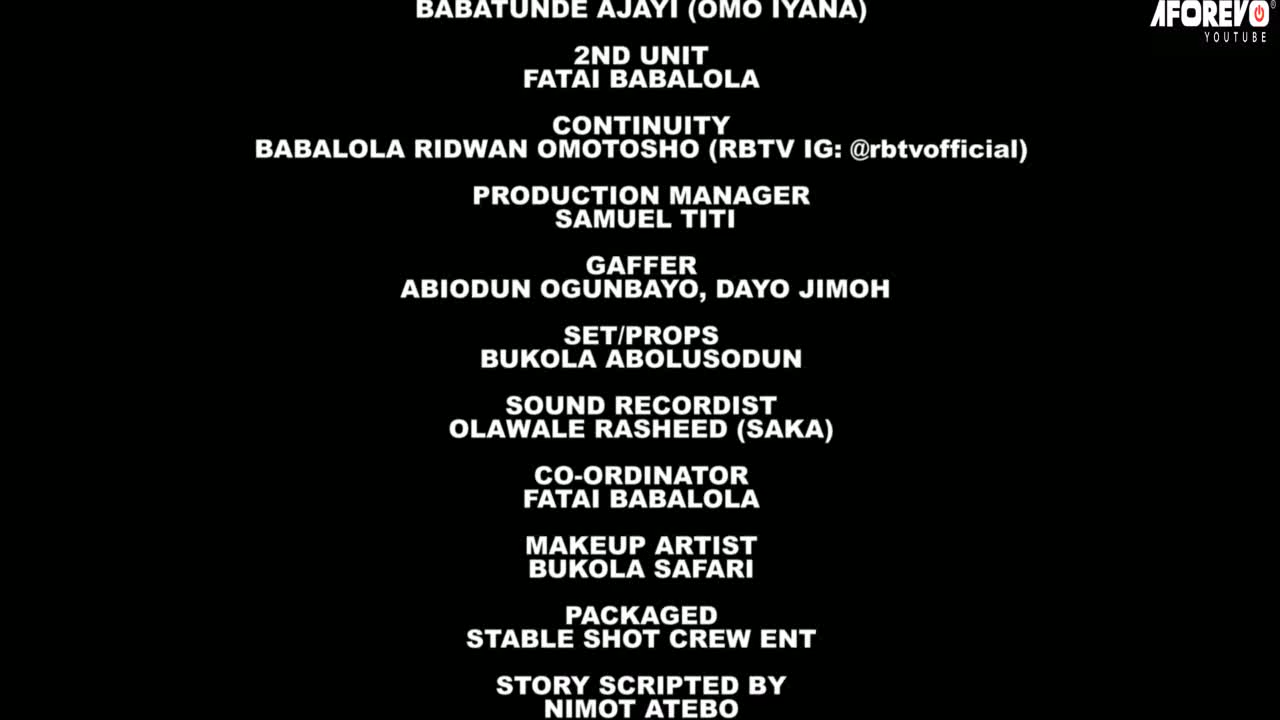 BABATUNDE AJAYI (OMO IYANA)
AFOREVO
YOUTUBE
2ND UNIT
FATAI BABALOLA
CONTINUITY
BABALOLA RIDWAN OMOTOSHO (RBTV IG: @rbtvofficial)
PRODUCTION MANAGER
SAMUEL TITI
GAFFER
ABIODUN OGUNBAYO, DAYO JIMOH
SET/PROPS
BUKOLA ABOLUSODUN
SOUND RECORDIST
OLAWALE RASHEED (SAKA)
CO-ORDINATOR
FATAI BABALOLA
MAKEUP ARTIST
BUKOLA SAFARI
PACKAGED
STABLE SHOT CREW ENT
STORY SCRIPTED BY
NIMOT ATEBO